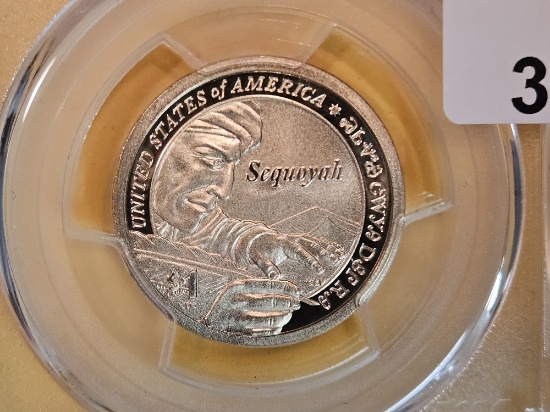 UNITED STATES of AMERICA
Sequoyah
$1
3